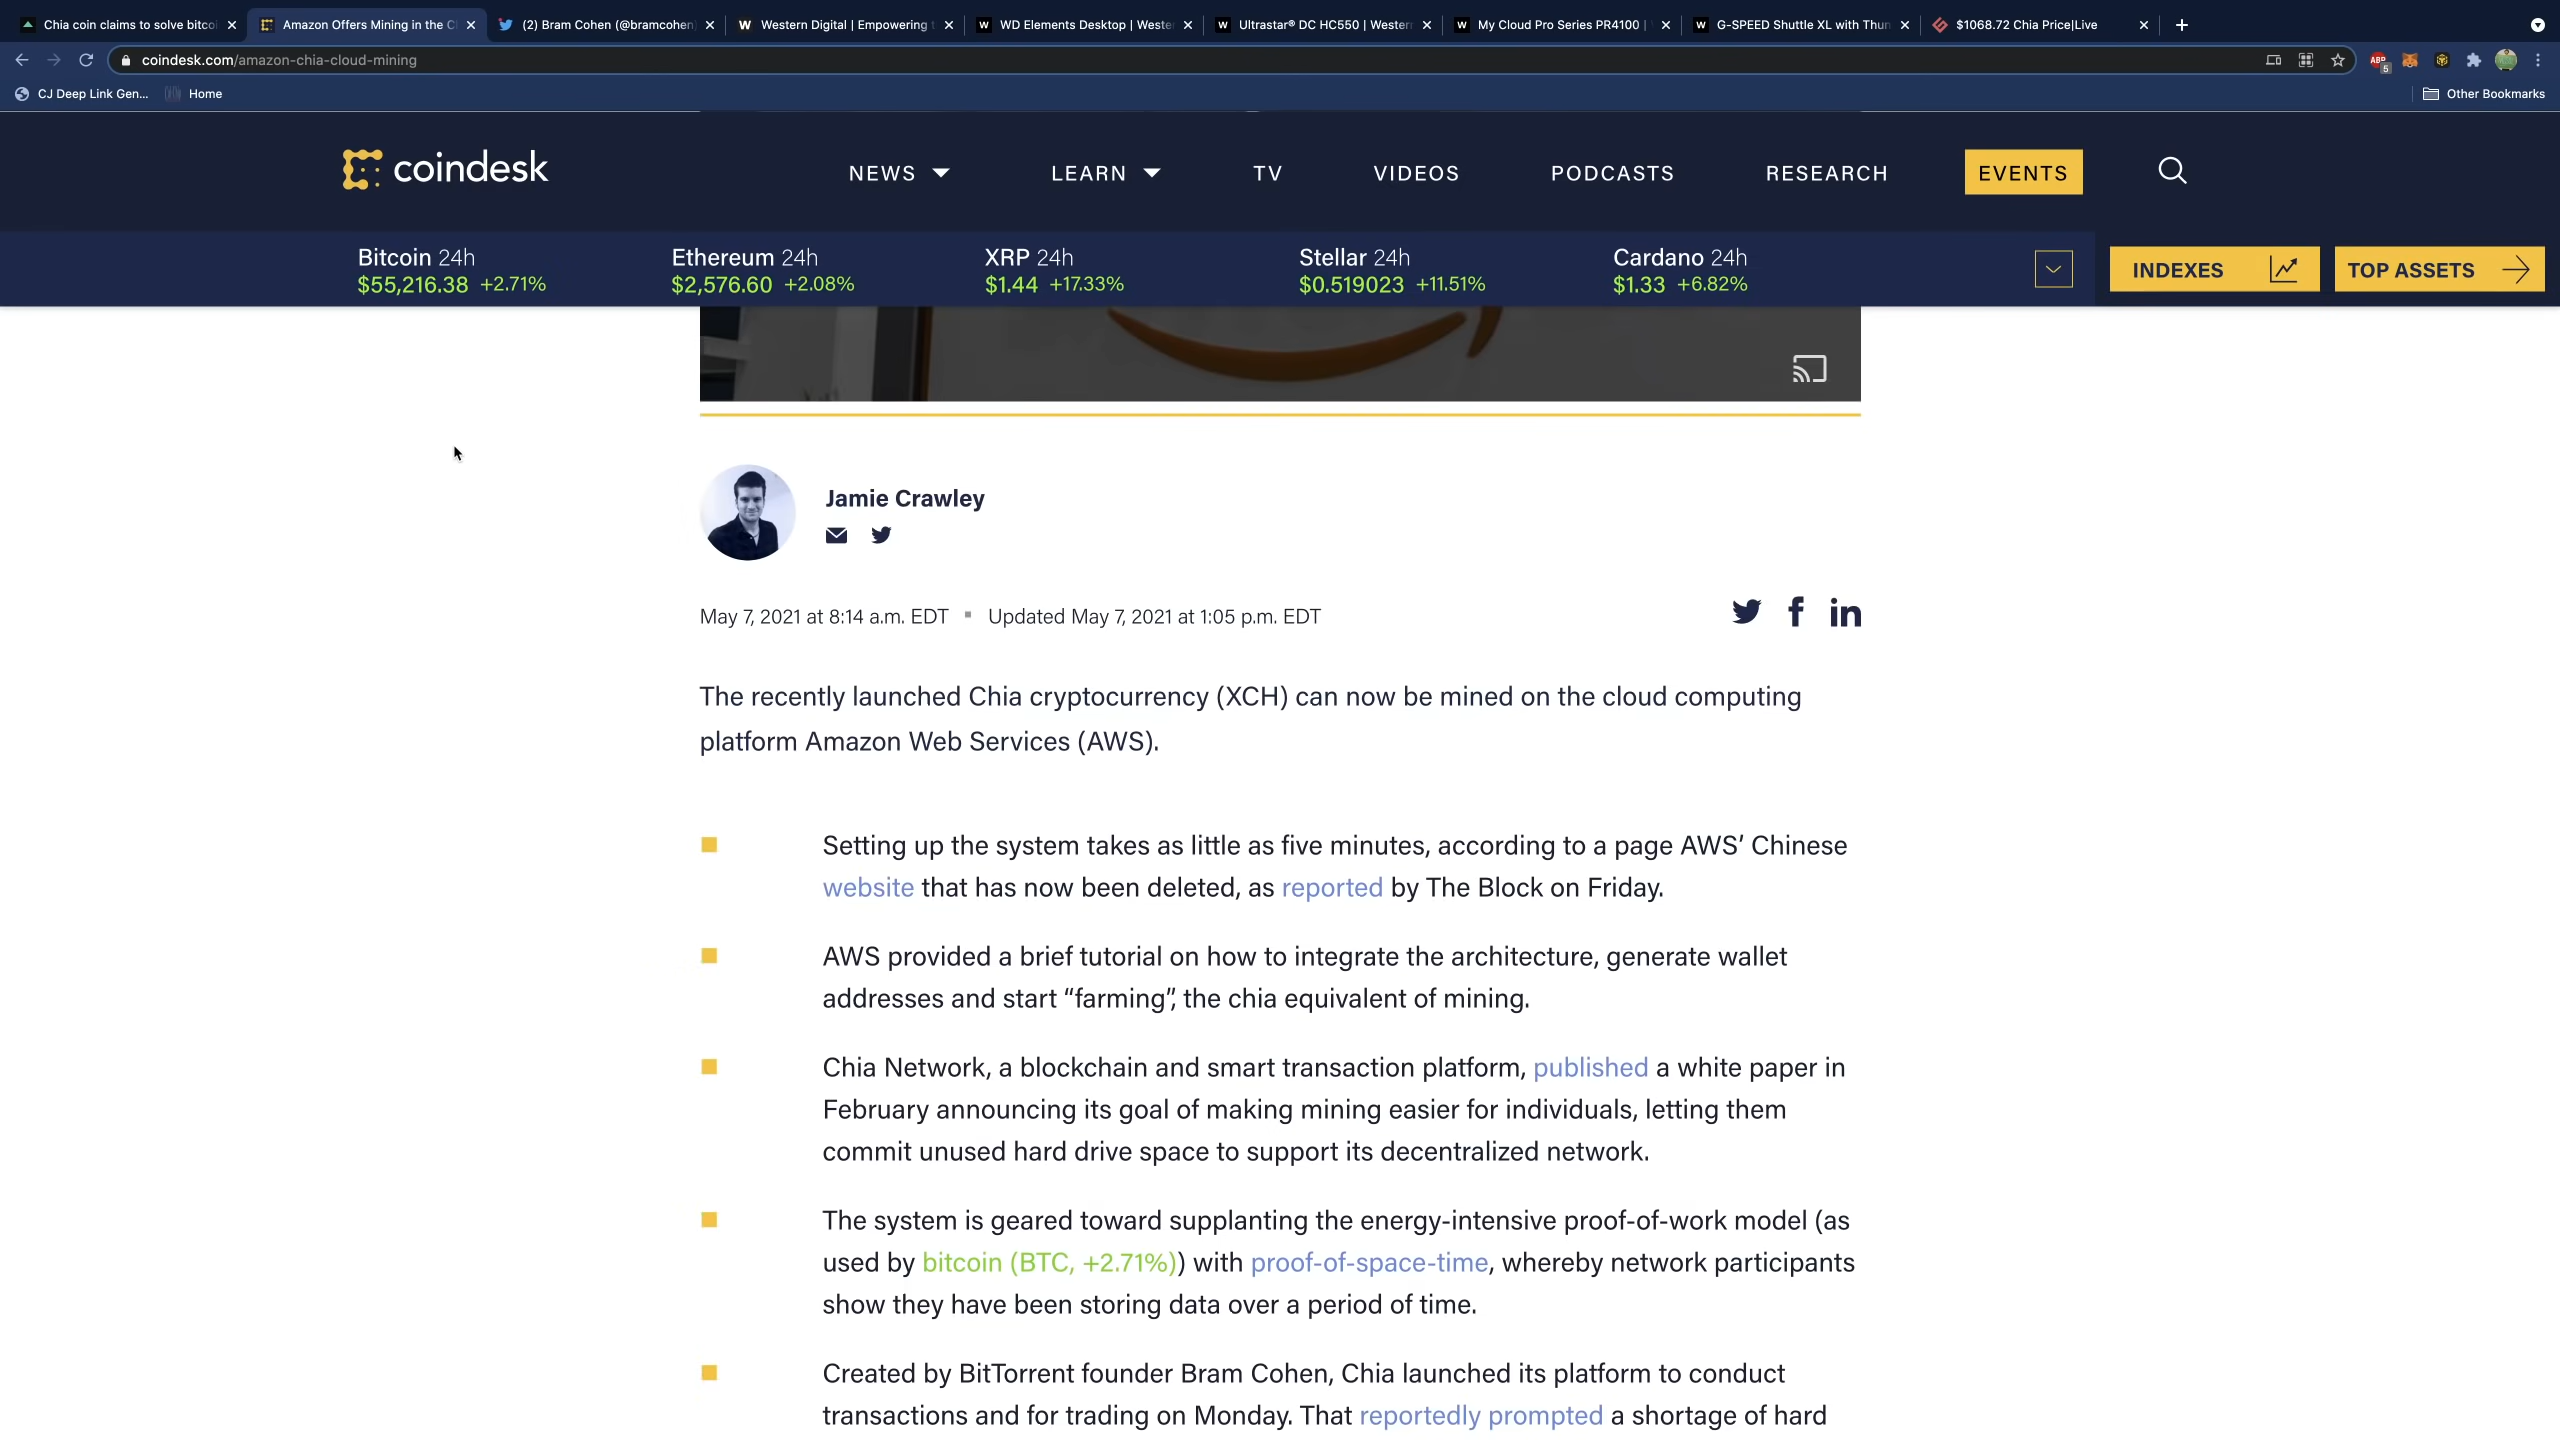 Chia coin claims to solve bitcoi
Amazon Offers Mining in the C
(2) Bram Cohen (@bramcohen
Western Digital | Empowering
WD Elements Desktop | Weste
Ultrastar® DC HC550 | Wester
My Cloud Pro Series PR4100 |
G-SPEED Shuttle XL with Thun
$1068.72 Chia Price|Live
coindesk.com/amazon-chia-cloud-mining
ABP
5
CJ Deep Link Gen...
Home
Other Bookmarks
coindesk
NEWS
LEARN
TV
VIDEOS
PODCASTS
RESEARCH
EVENTS
Bitcoin 24h
$55,216.38 +2.71%
Ethereum 24h
$2,576.60 +2.08%
XRP 24h
$1.44 +17.33%
Stellar 24h
$0.519023 +11.51%
Cardano 24h
$1.33 +6.82%
INDEXES
TOP ASSETS
Jamie Crawley
May 7, 2021 at 8:14 a.m. EDT ▪ Updated May 7, 2021 at 1:05 p.m. EDT
The recently launched Chia cryptocurrency (XCH) can now be mined on the cloud computing
platform Amazon Web Services (AWS).
Setting up the system takes as little as five minutes, according to a page AWS’ Chinese
website that has now been deleted, as reported by The Block on Friday.
AWS provided a brief tutorial on how to integrate the architecture, generate wallet
addresses and start “farming”, the chia equivalent of mining.
Chia Network, a blockchain and smart transaction platform, published a white paper in
February announcing its goal of making mining easier for individuals, letting them
commit unused hard drive space to support its decentralized network.
The system is geared toward supplanting the energy-intensive proof-of-work model (as
used by bitcoin (BTC, +2.71%)) with proof-of-space-time, whereby network participants
show they have been storing data over a period of time.
Created by BitTorrent founder Bram Cohen, Chia launched its platform to conduct
transactions and for trading on Monday. That reportedly prompted a shortage of hard